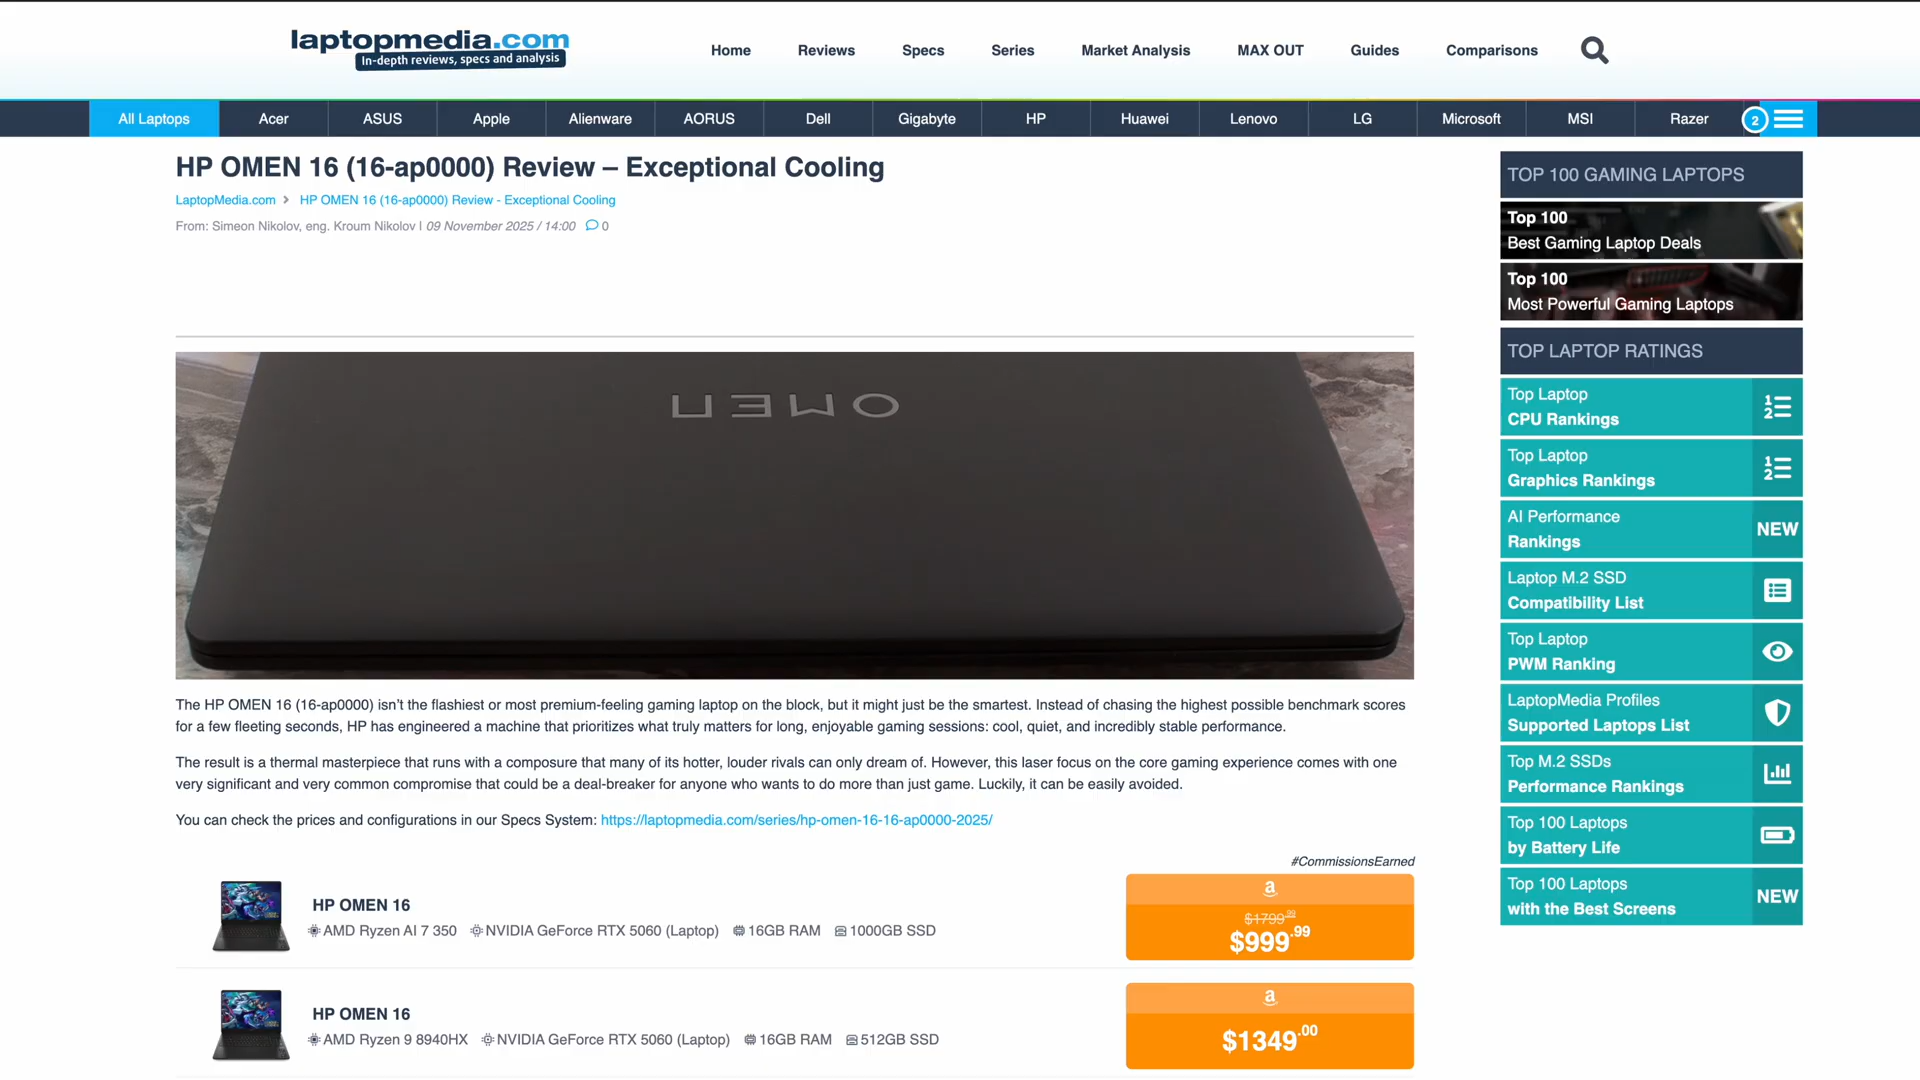 laptopmedia.com
In-depth reviews, specs and analysis
Home Reviews Specs Series Market Analysis MAX OUT Guides Comparisons
All Laptops Acer ASUS Apple Alienware AORUS Dell Gigabyte HP Huawei Lenovo LG Microsoft MSI Razer 2
HP OMEN 16 (16-ap0000) Review – Exceptional Cooling
LaptopMedia.com HP OMEN 16 (16-ap0000) Review - Exceptional Cooling
From: Simeon Nikolov, eng. Kroum Nikolov | 09 November 2025 / 14:00 0
OMEN
The HP OMEN 16 (16-ap0000) isn't the flashiest or most premium-feeling gaming laptop on the block, but it might just be the smartest. Instead of chasing the highest possible benchmark scores
for a few fleeting seconds, HP has engineered a machine that prioritizes what truly matters for long, enjoyable gaming sessions: cool, quiet, and incredibly stable performance.
The result is a thermal masterpiece that runs with a composure that many of its hotter, louder rivals can only dream of. However, this laser focus on the core gaming experience comes with one
very significant and very common compromise that could be a deal-breaker for anyone who wants to do more than just game. Luckily, it can be easily avoided.
You can check the prices and configurations in our Specs System: https://laptopmedia.com/series/hp-omen-16-16-ap0000-2025/
#CommissionsEarned
HP OMEN 16
AMD Ryzen AI 7 350 NVIDIA GeForce RTX 5060 (Laptop) 16GB RAM 1000GB SSD
a
$1799.99
$999.99
HP OMEN 16
AMD Ryzen 9 8940HX NVIDIA GeForce RTX 5060 (Laptop) 16GB RAM 512GB SSD
a
$1349.00
TOP 100 GAMING LAPTOPS
Top 100
Best Gaming Laptop Deals
Top 100
Most Powerful Gaming Laptops
TOP LAPTOP RATINGS
Top Laptop
CPU Rankings
Top Laptop
Graphics Rankings
AI Performance
Rankings
NEW
Laptop M.2 SSD
Compatibility List
Top Laptop
PWM Ranking
LaptopMedia Profiles
Supported Laptops List
Top M.2 SSDs
Performance Rankings
Top 100 Laptops
by Battery Life
Top 100 Laptops
with the Best Screens
NEW